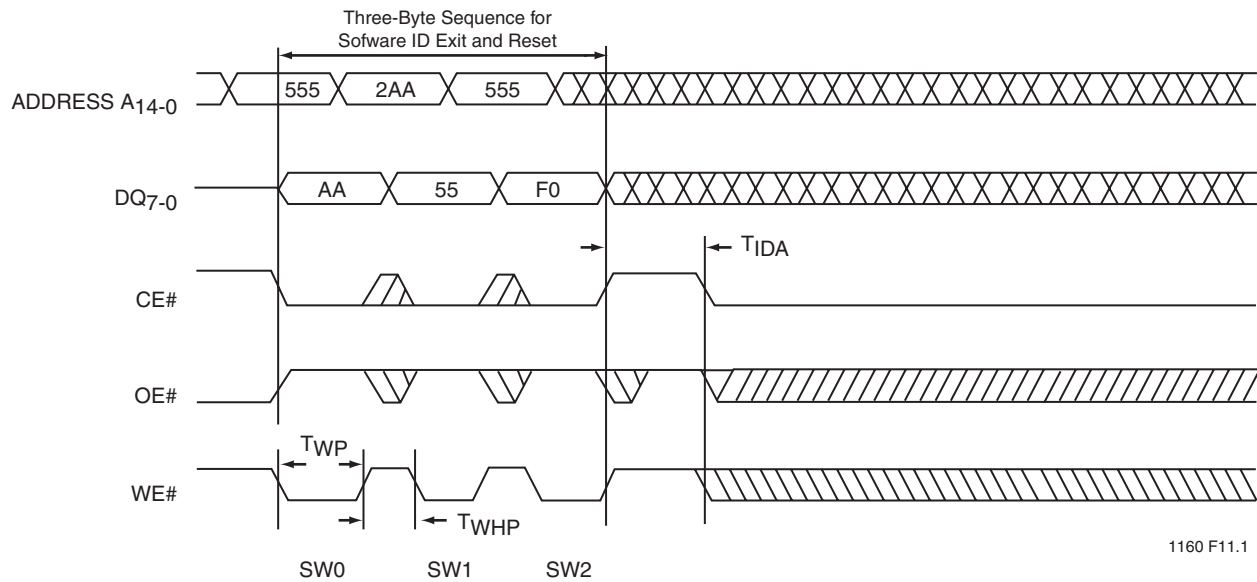 Three-Byte Sequence for
Sofware ID Exit and Reset
ADDRESS A14-0
555 2AA 555
DQ7-0
AA 55 F0
TIDA
CE#
OE#
TWP
WE#
TWHP
SW0 SW1 SW2
1160 F11.1